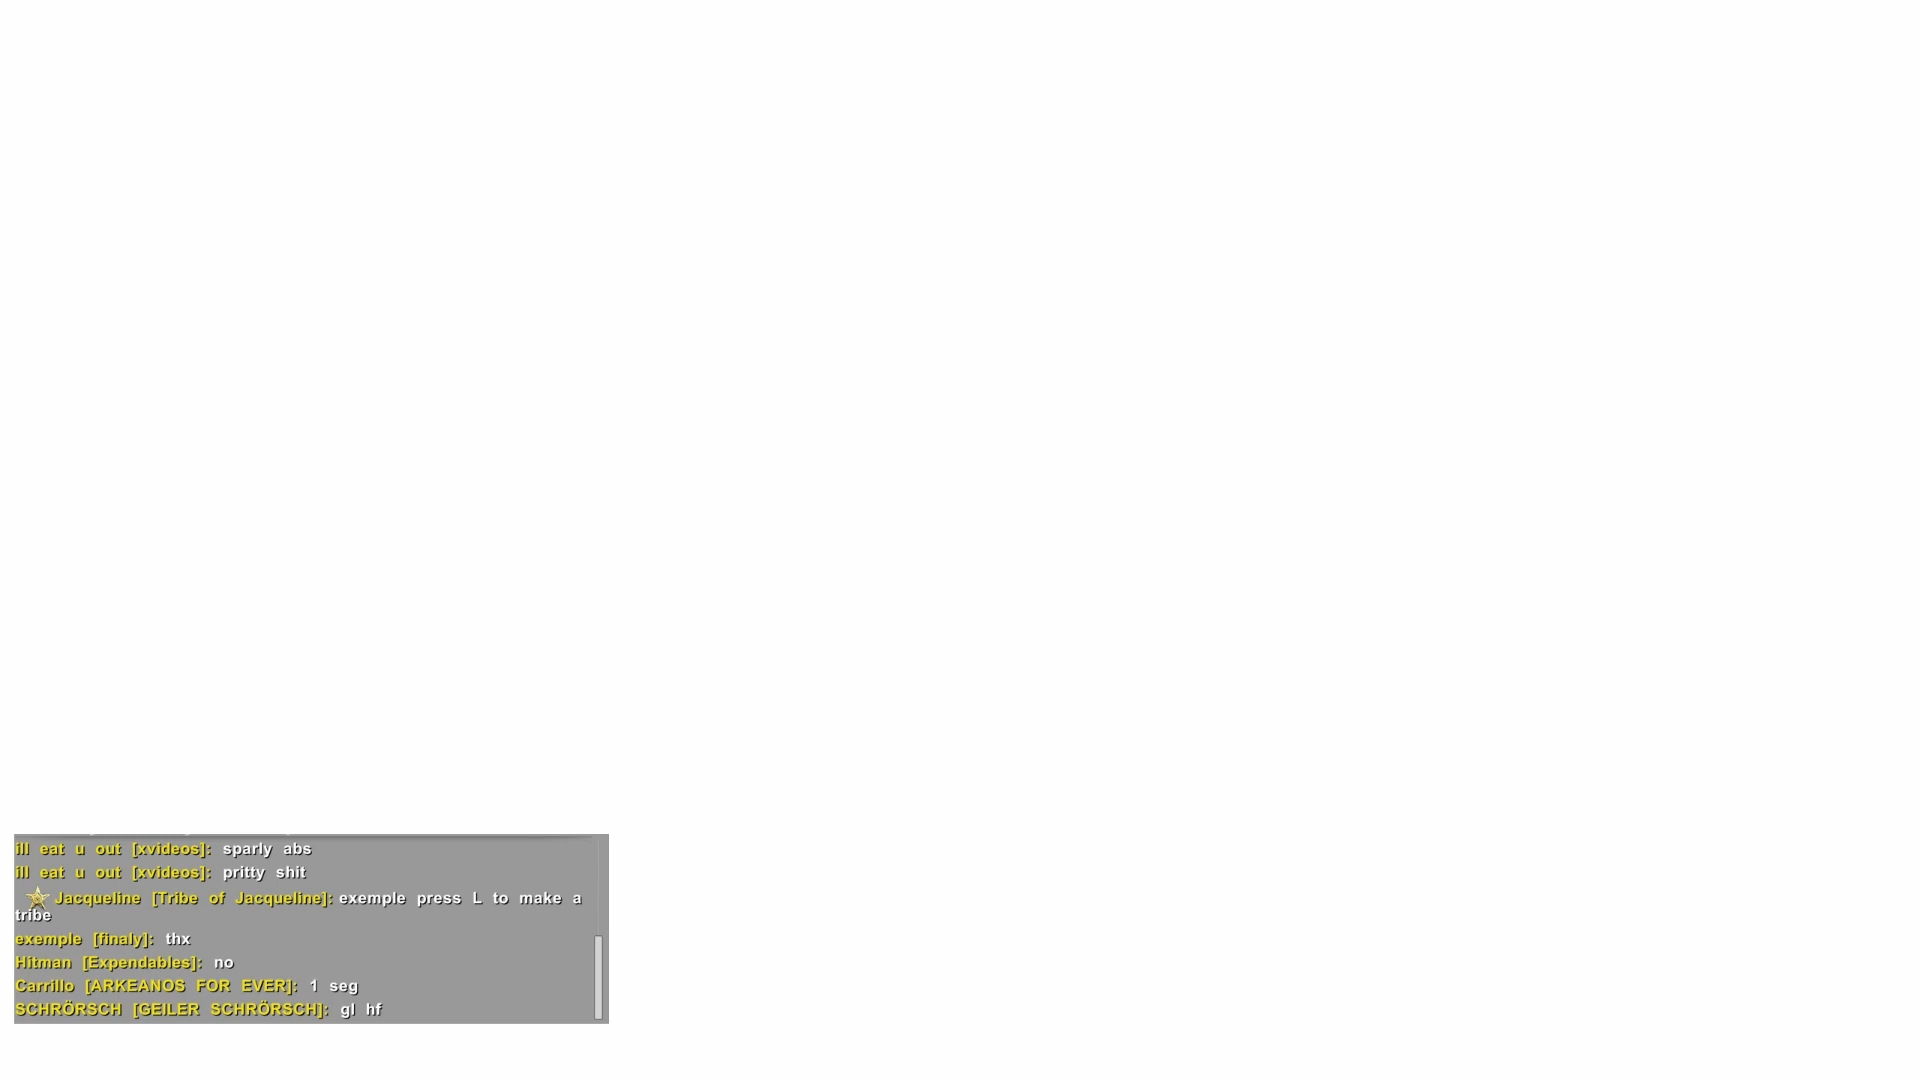 ill eat u out [xvideos]: sparly abs
ill eat u out [xvideos]: pritty shit
Jacqueline [Tribe of Jacqueline]: exemple press L to make a
tribe
exemple [finaly]: thx
Hitman [Expendables]: no
Carrillo [ARKEANOS FOR EVER]: 1 seg
SCHRÖRSCH [GEILER SCHRÖRSCH]: gl hf